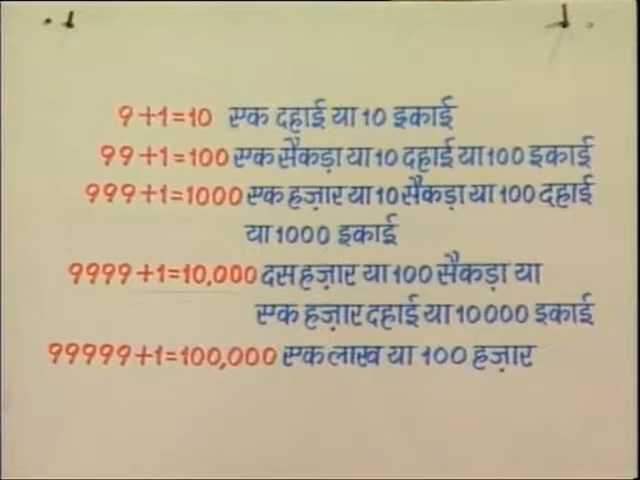 9+1=10 एक दहाई या 10 इकाई
99+1=100 एक सैकड़ा या 10 दहाई या 100 इकाई
999+1=1000 एक हज़ार या 10 सैकड़ा या 100 दहाई
या 1000 इकाई
9999+1=10,000 दस हज़ार या 100 सैकड़ा या
एक हज़ार दहाई या 10000 इकाई
99999+1=100,000 एक लाख या 100 हज़ार